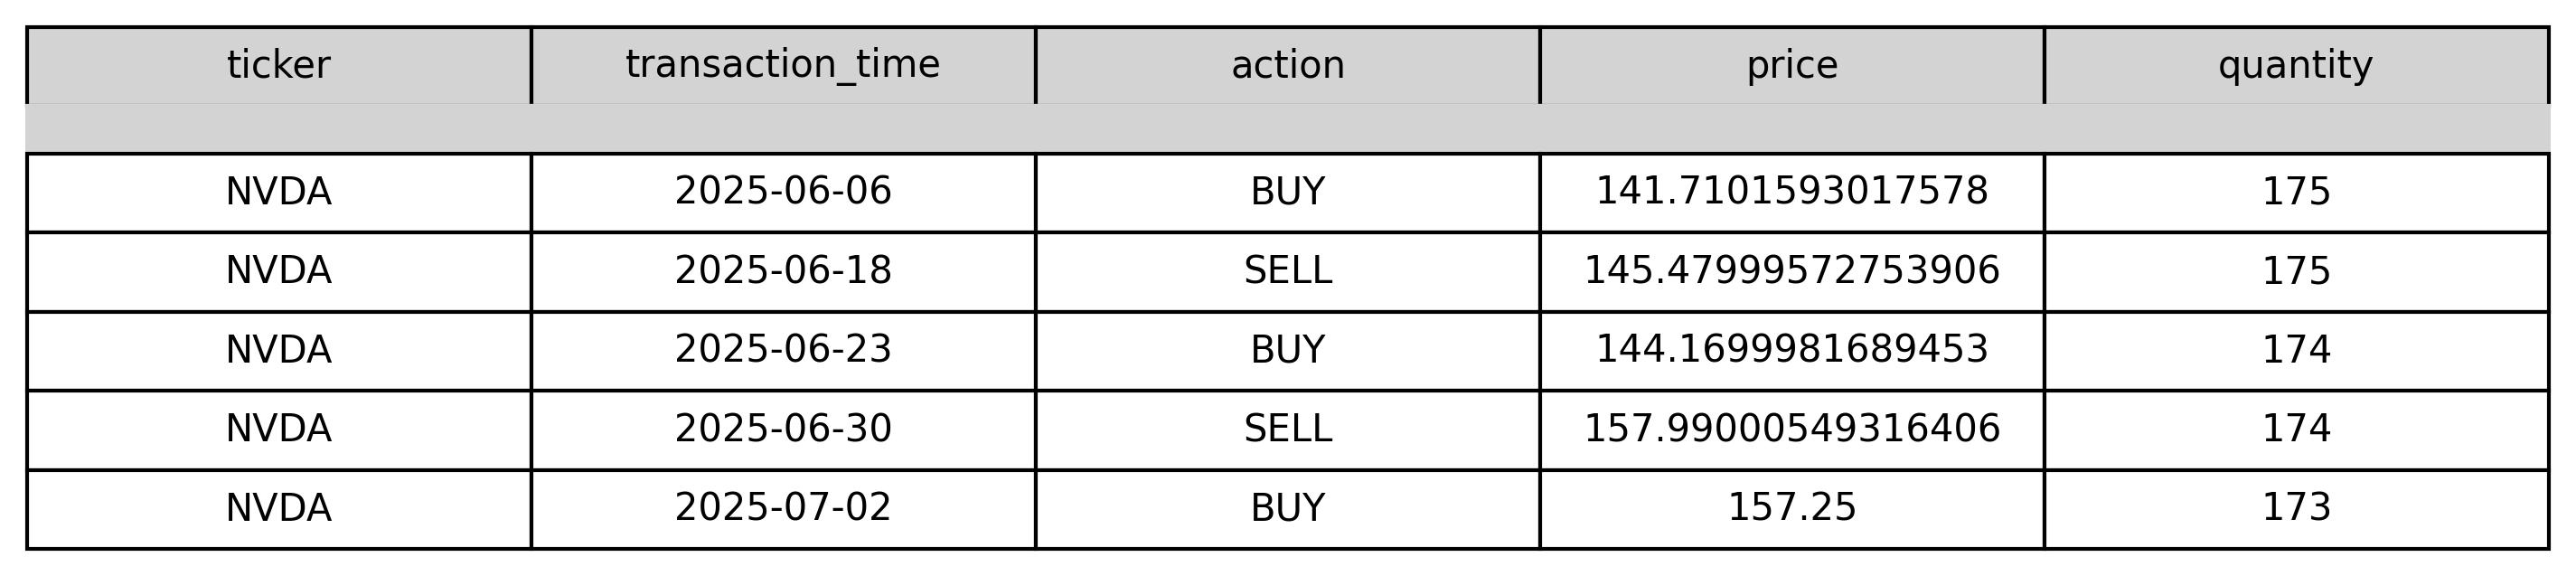 ticker transaction_time action price quantity
NVDA 2025-06-06 BUY 141.7101593017578 175
NVDA 2025-06-18 SELL 145.47999572753906 175
NVDA 2025-06-23 BUY 144.1699981689453 174
NVDA 2025-06-30 SELL 157.99000549316406 174
NVDA 2025-07-02 BUY 157.25 173